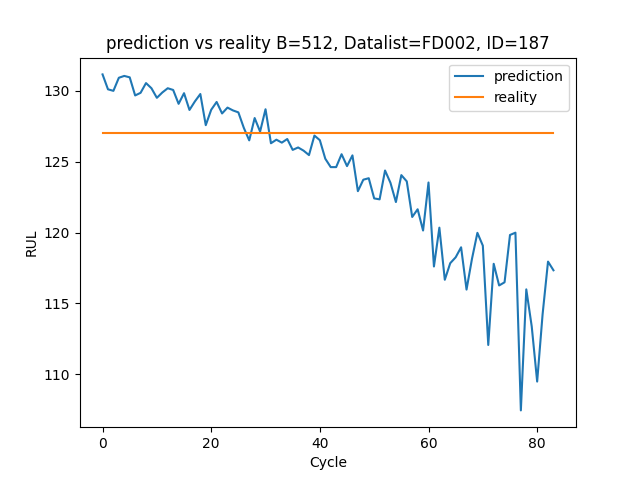 prediction vs reality B=512, Datalist=FD002, ID=187
prediction
reality
RUL
130
125
120
115
110
0 20 40 60 80
Cycle